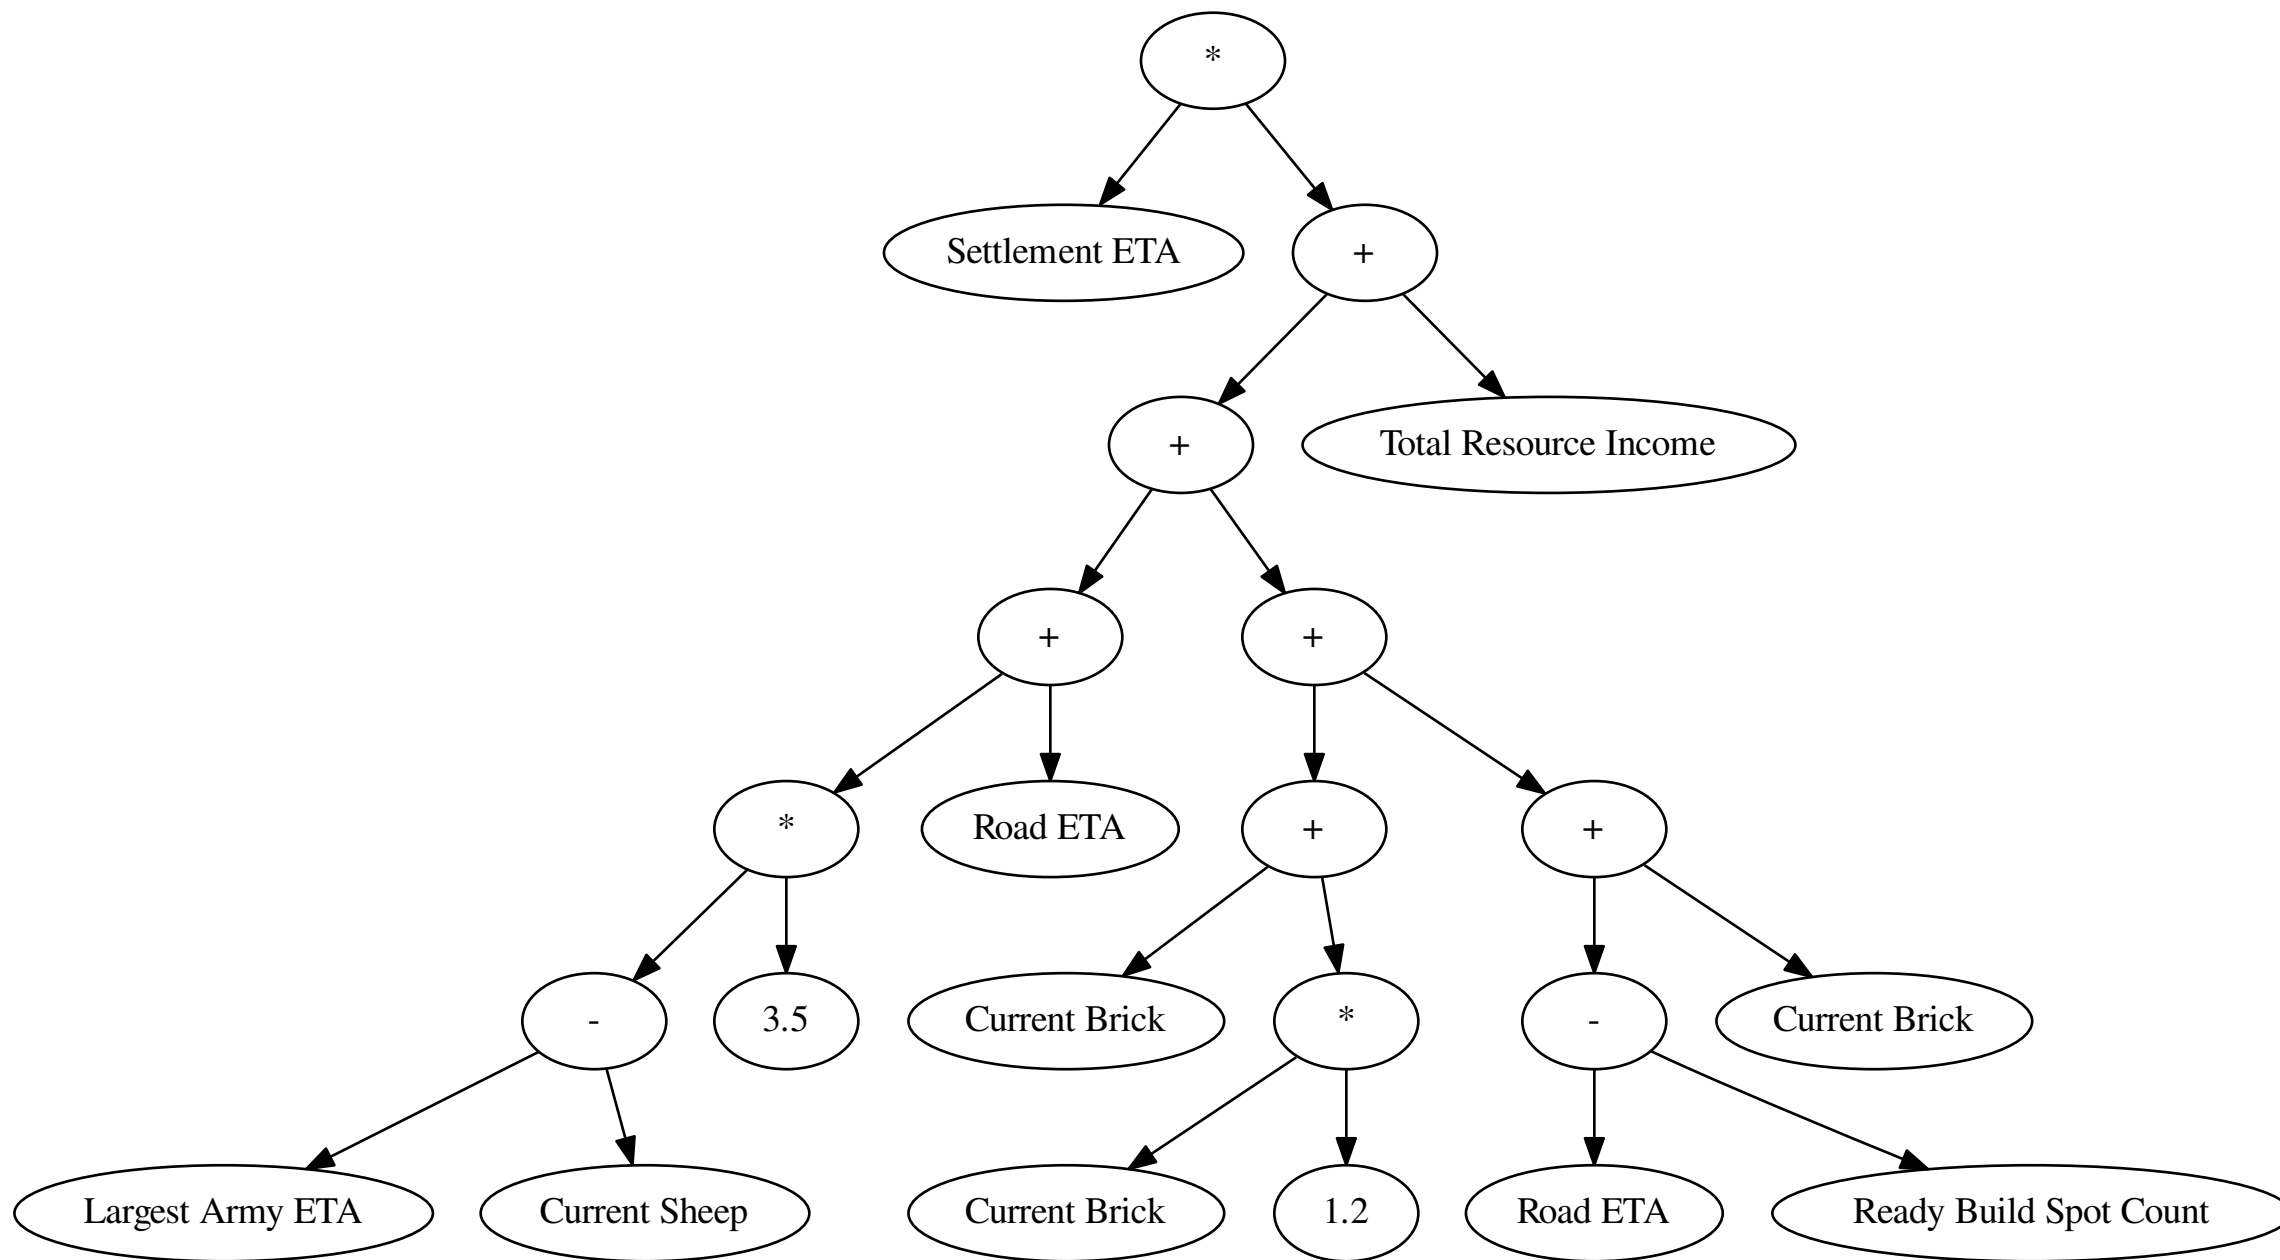 *
Settlement ETA
+
+
Total Resource Income
+
+
*
Road ETA
+
+
-
3.5
Current Brick
*
-
Current Brick
Largest Army ETA
Current Sheep
Current Brick
1.2
Road ETA
Ready Build Spot Count